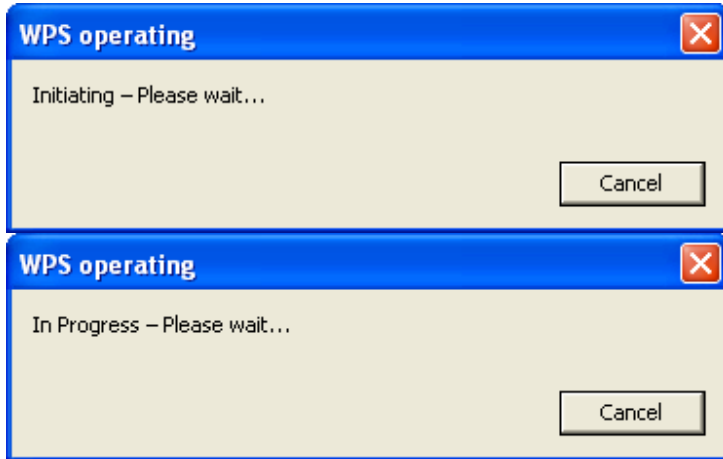 WPS operating
Initiating – Please wait...
Cancel
WPS operating
In Progress – Please wait...
Cancel